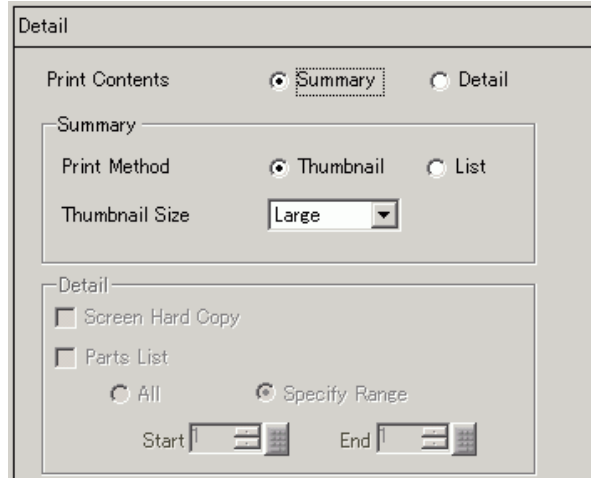 Detail
Print Contents Summary Detail
Summary
Print Method Thumbnail List
Thumbnail Size Large
Detail
Screen Hard Copy
Parts List
All Specify Range
Start 1 End 1